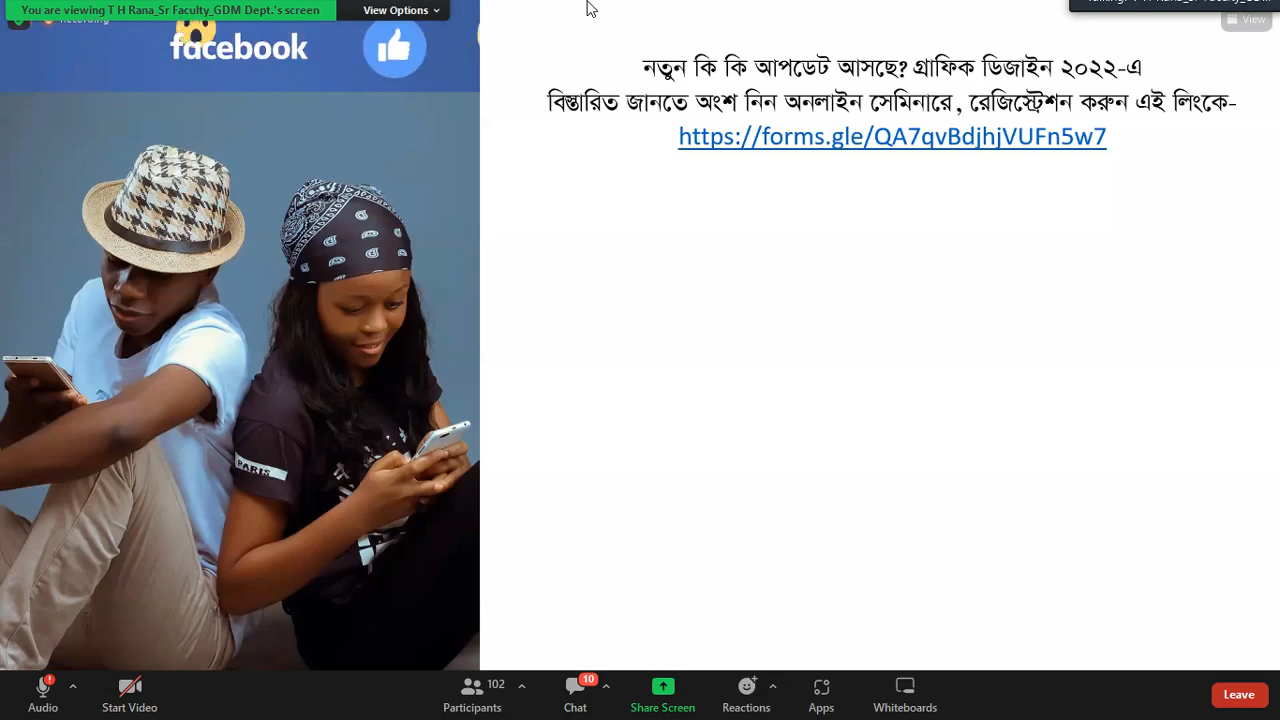 You are viewing T H Rana_Sr Faculty_GDM Dept.'s screen
View Options
Recording
View
facebook
নতুন কি কি আপডেট আসছে? গ্রাফিক ডিজাইন ২০২২-এ
বিস্তারিত জানতে অংশ নিন অনলাইন সেমিনারে, রেজিস্ট্রেশন করুন এই লিংকে-
https://forms.gle/QA7qvBdjhjVUFn5w7
PARIS
102
10
Audio
Start Video
Participants
Chat
Share Screen
Reactions
Apps
Whiteboards
Leave